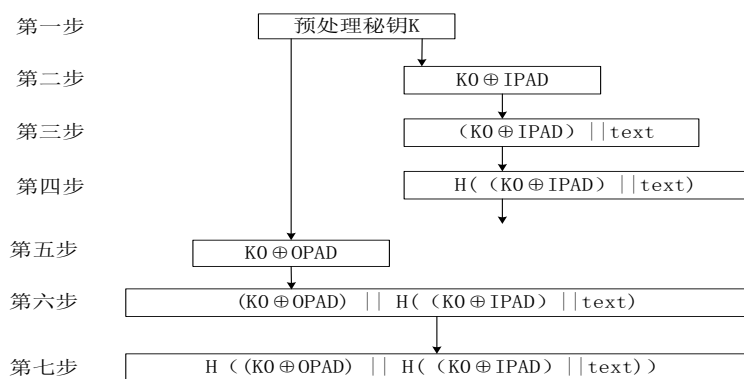 第一步 预处理秘钥K
第二步 K0⊕IPAD
第三步 (K0⊕IPAD) ||text
第四步 H((K0⊕IPAD) ||text)
第五步 K0⊕OPAD
第六步 (K0⊕OPAD) || H((K0⊕IPAD) ||text)
第七步 H((K0⊕OPAD) || H((K0⊕IPAD) ||text))